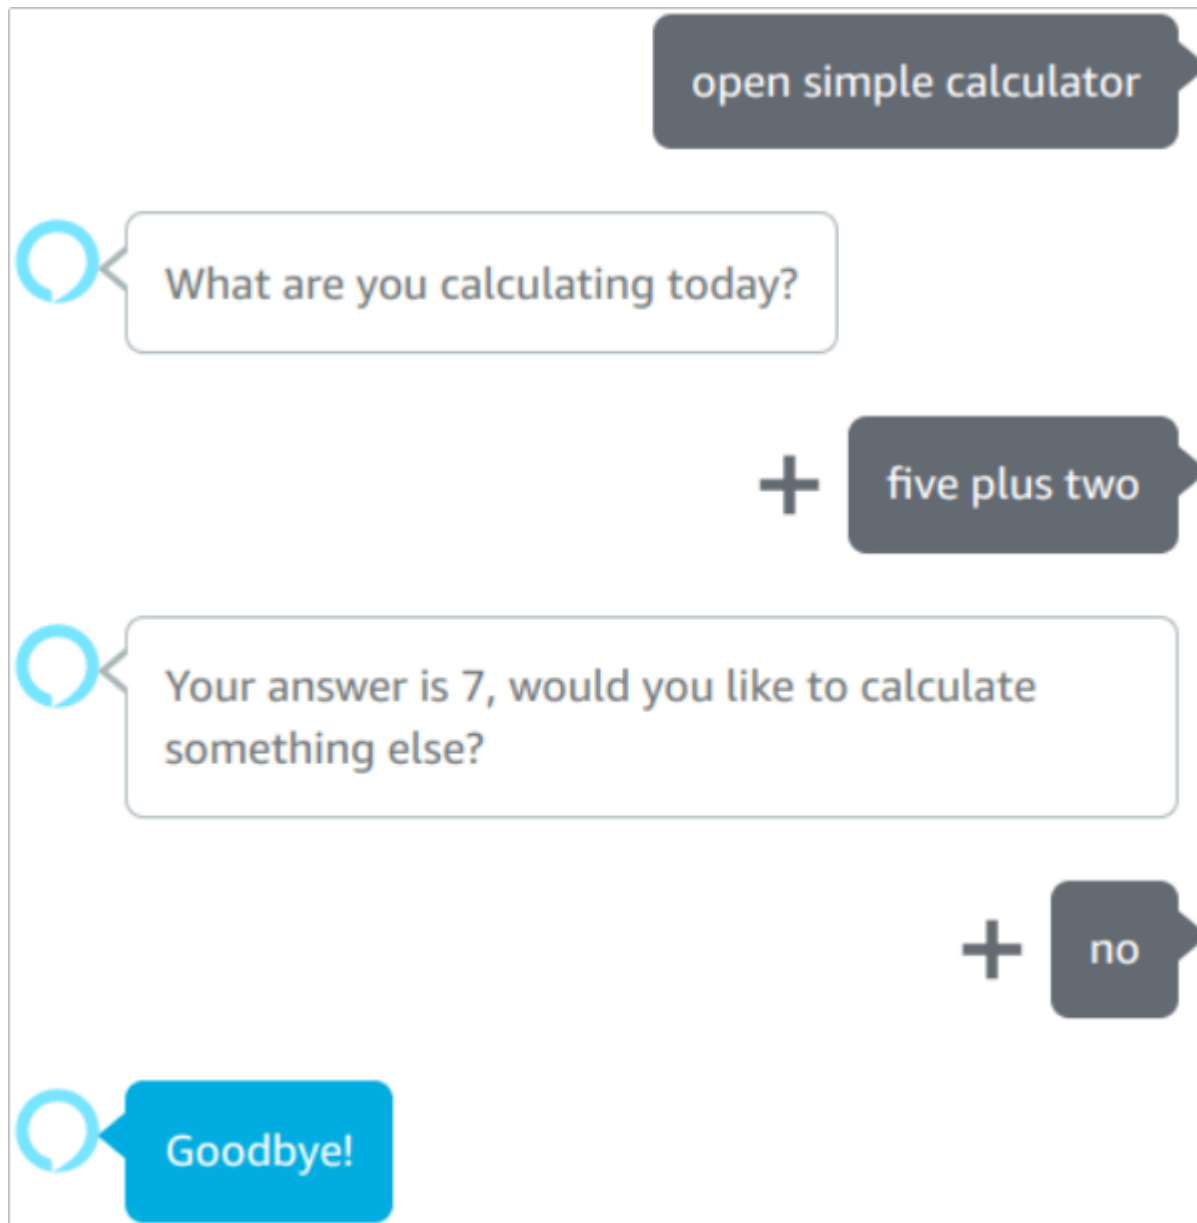 open simple calculator
What are you calculating today?
five plus two
Your answer is 7, would you like to calculate
something else?
no
Goodbye!